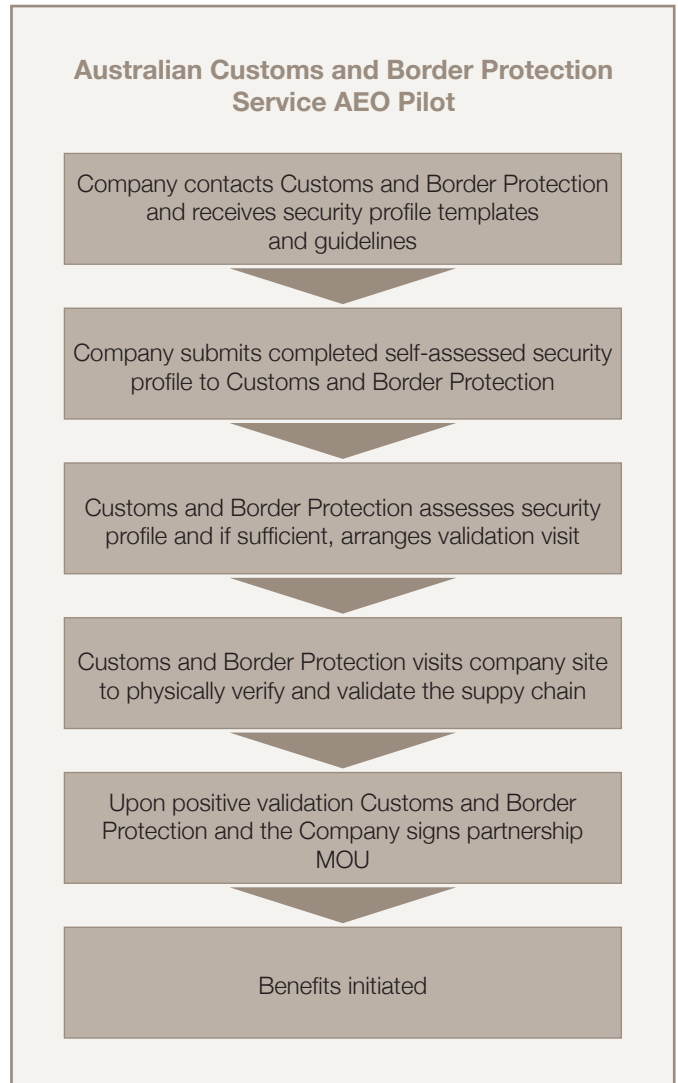 Australian Customs and Border Protection
Service AEO Pilot
Company contacts Customs and Border Protection
and receives security profile templates
and guidelines
Company submits completed self-assessed security
profile to Customs and Border Protection
Customs and Border Protection assesses security
profile and if sufficient, arranges validation visit
Customs and Border Protection visits company site
to physically verify and validate the suppy chain
Upon positive validation Customs and Border
Protection and the Company signs partnership
MOU
Benefits initiated